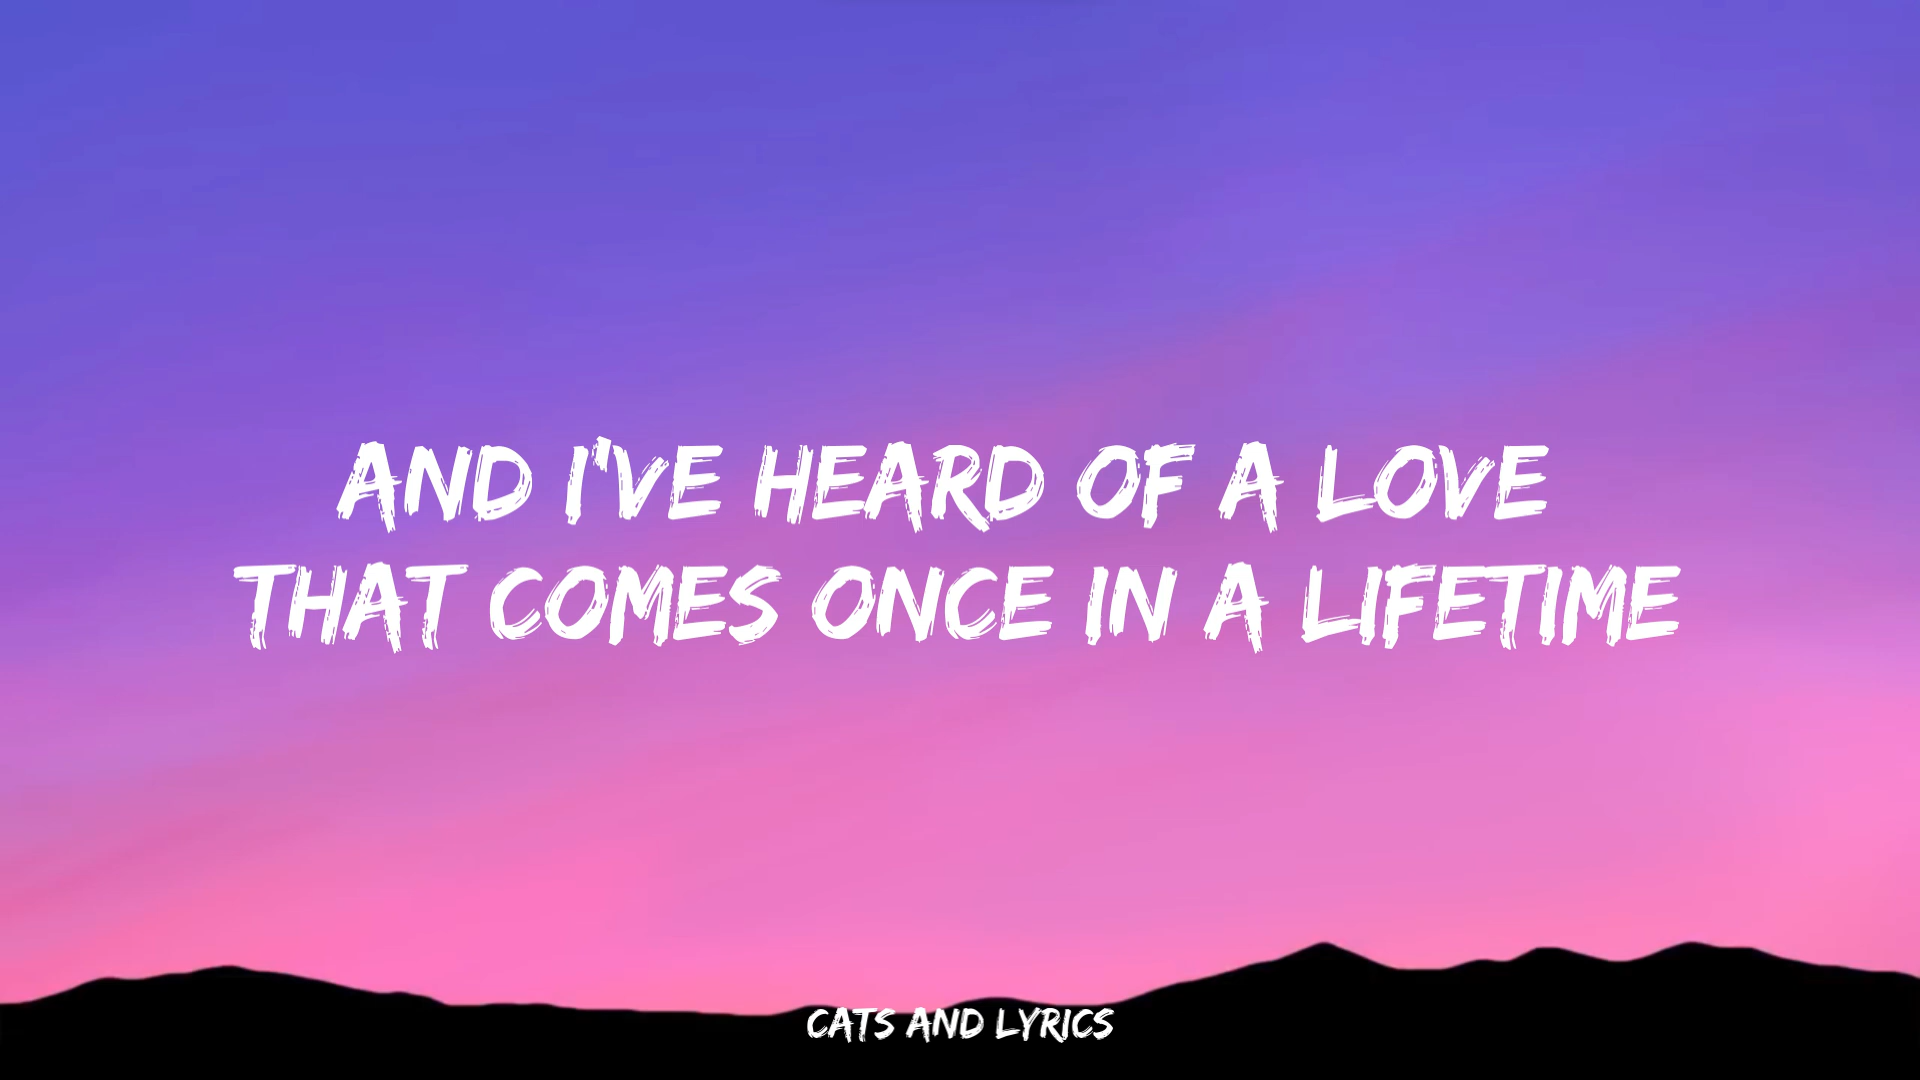 AND I'VE HEARD OF A LOVE
THAT COMES ONCE IN A LIFETIME
CATS AND LYRICS